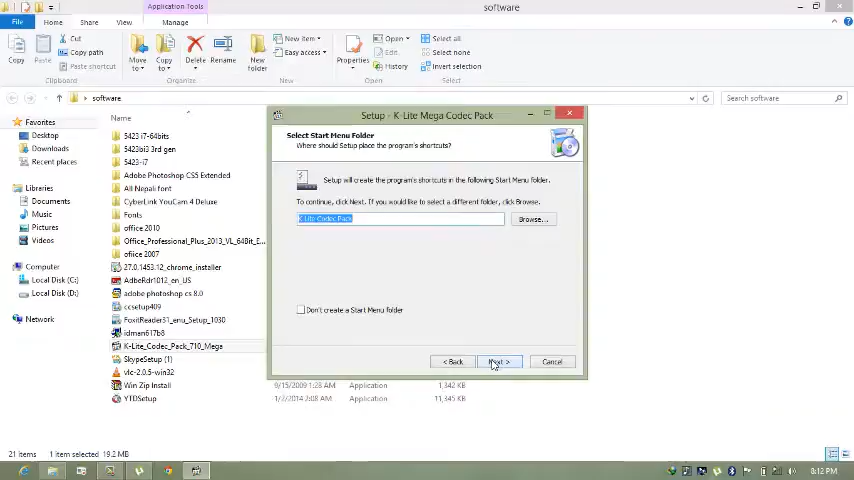 Application Tools
software
File
Home
Share
View
Manage
Copy
Paste
Cut
Copy path
Paste shortcut
Clipboard
Move to
Copy to
Delete
Rename
Organize
New folder
New item
Easy access
New
Properties
Open
Edit
History
Open
Select all
Select none
Invert selection
Select
software
Search software
Favorites
Desktop
Downloads
Recent places
Libraries
Documents
Music
Pictures
Videos
Computer
Local Disk (C:)
Local Disk (D:)
Network
Name
5423 i7-64bits
5423bi3 3rd gen
5423-i7
Adobe Photoshop CS5 Extended
All Nepali font
CyberLink YouCam 4 Deluxe
Fonts
office 2010
Office_Professional_Plus_2013_VL_64Bit_E...
ofiice 2007
27.0.1453.12_chrome_installer
AdbeRdr1012_en_US
adobe photoshop cs 8.0
ccsetup409
FoxitReader51_enu_Setup_1030
idman617b8
K-Lite_Codec_Pack_710_Mega
SkypeSetup (1)
vlc-2.0.5-win32
Win Zip Install
9/15/2009 1:28 AM
Application
1,342 KB
YTDSetup
1/2/2014 2:08 AM
Application
11,345 KB
Setup - K-Lite Mega Codec Pack
Select Start Menu Folder
Where should Setup place the program's shortcuts?
Setup will create the program's shortcuts in the following Start Menu folder.
To continue, click Next. If you would like to select a different folder, click Browse.
K-Lite Codec Pack
Browse...
Don't create a Start Menu folder
< Back
Next >
Cancel
21 items
1 item selected 19.2 MB
8:12 PM